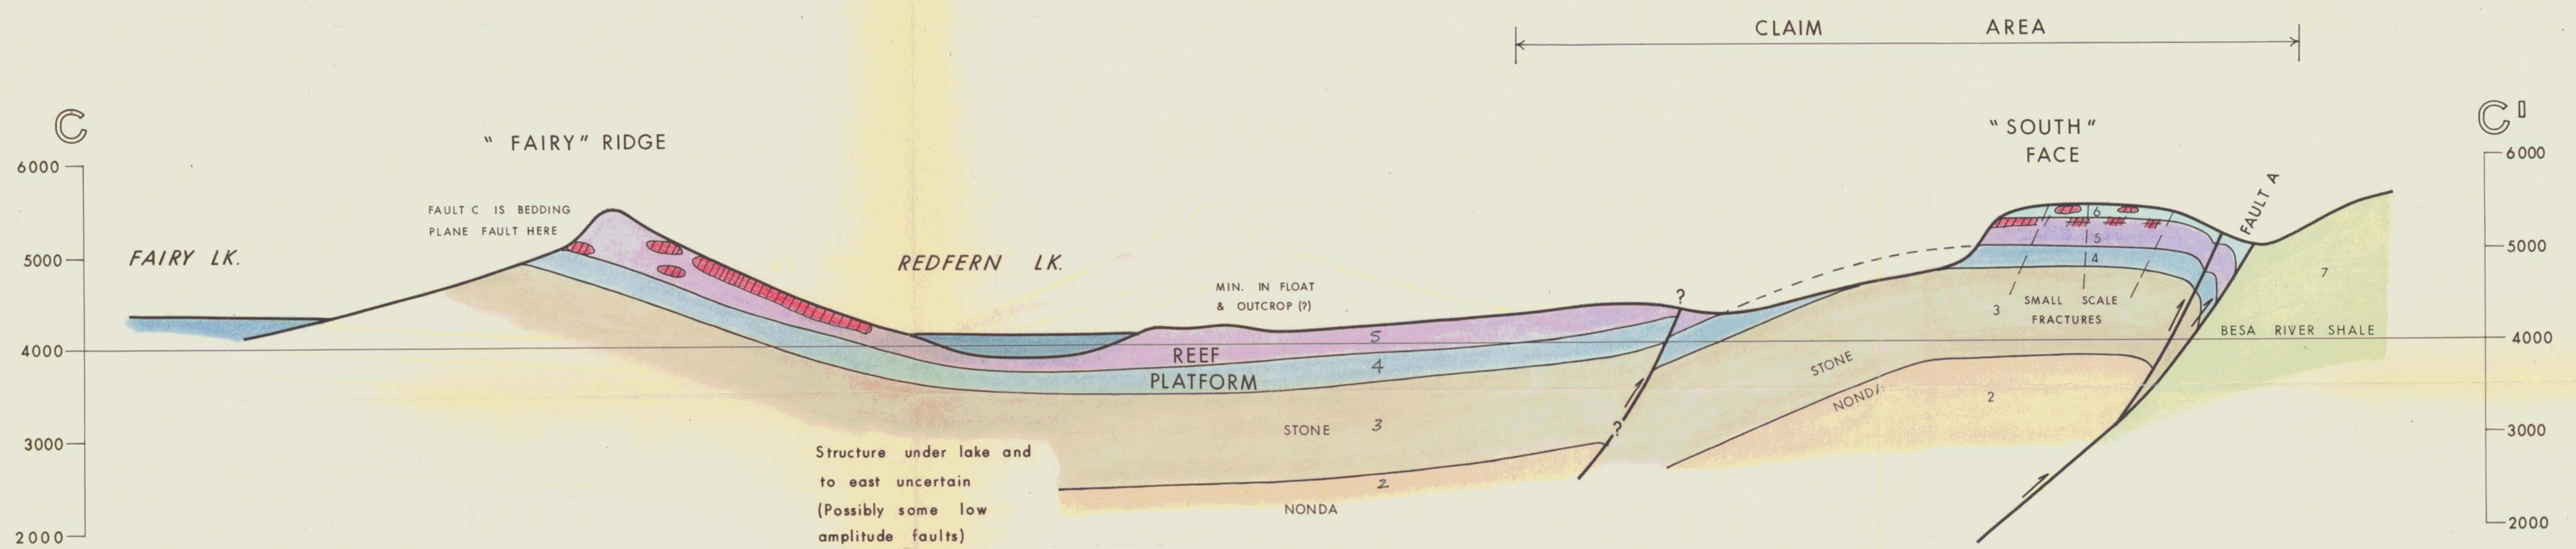 CLAIM AREA
C
C'
" FAIRY" RIDGE
"SOUTH"
FACE
6000
6000
FAULT C IS BEDDING
PLANE FAULT HERE
FAULT A
FAIRY LK.
REDFERN LK.
5000
5000
6
5
4
MIN. IN FLOAT
& OUTCROP (?)
?
7
3
SMALL SCALE
FRACTURES
BESA RIVER SHALE
4000
4000
5
REEF
4
PLATFORM
STONE
NONDA
2
STONE 3
?
3000
3000
Structure under lake and
to east uncertain
(Possibly some low
amplitude faults)
2
NONDA
2000
2000